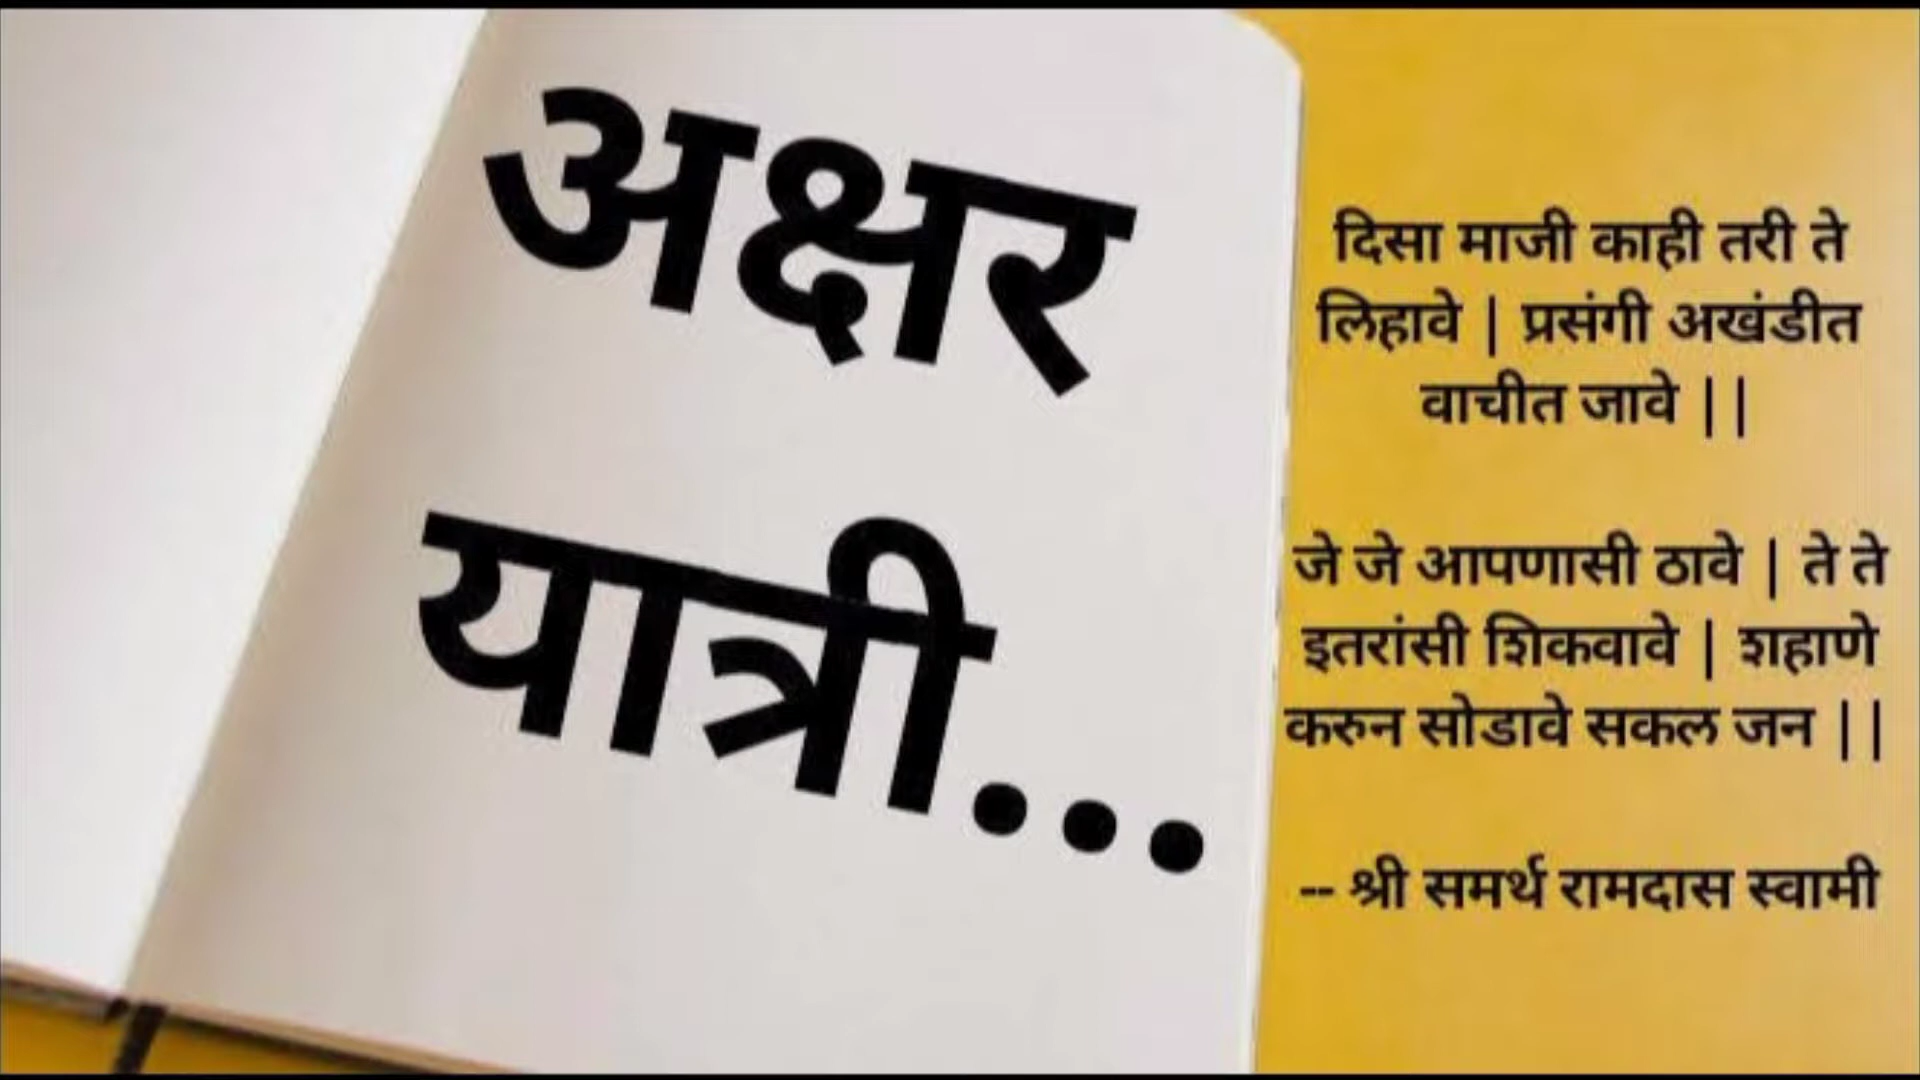 अक्षर
यात्री...
दिसा माजी काही तरी ते
लिहावे | प्रसंगी अखंडीत
वाचीत जावे ||
जे जे आपणासी ठावे | ते ते
इतरांसी शिकवावे | शहाणे
करुन सोडावे सकल जन ||
-- श्री समर्थ रामदास स्वामी